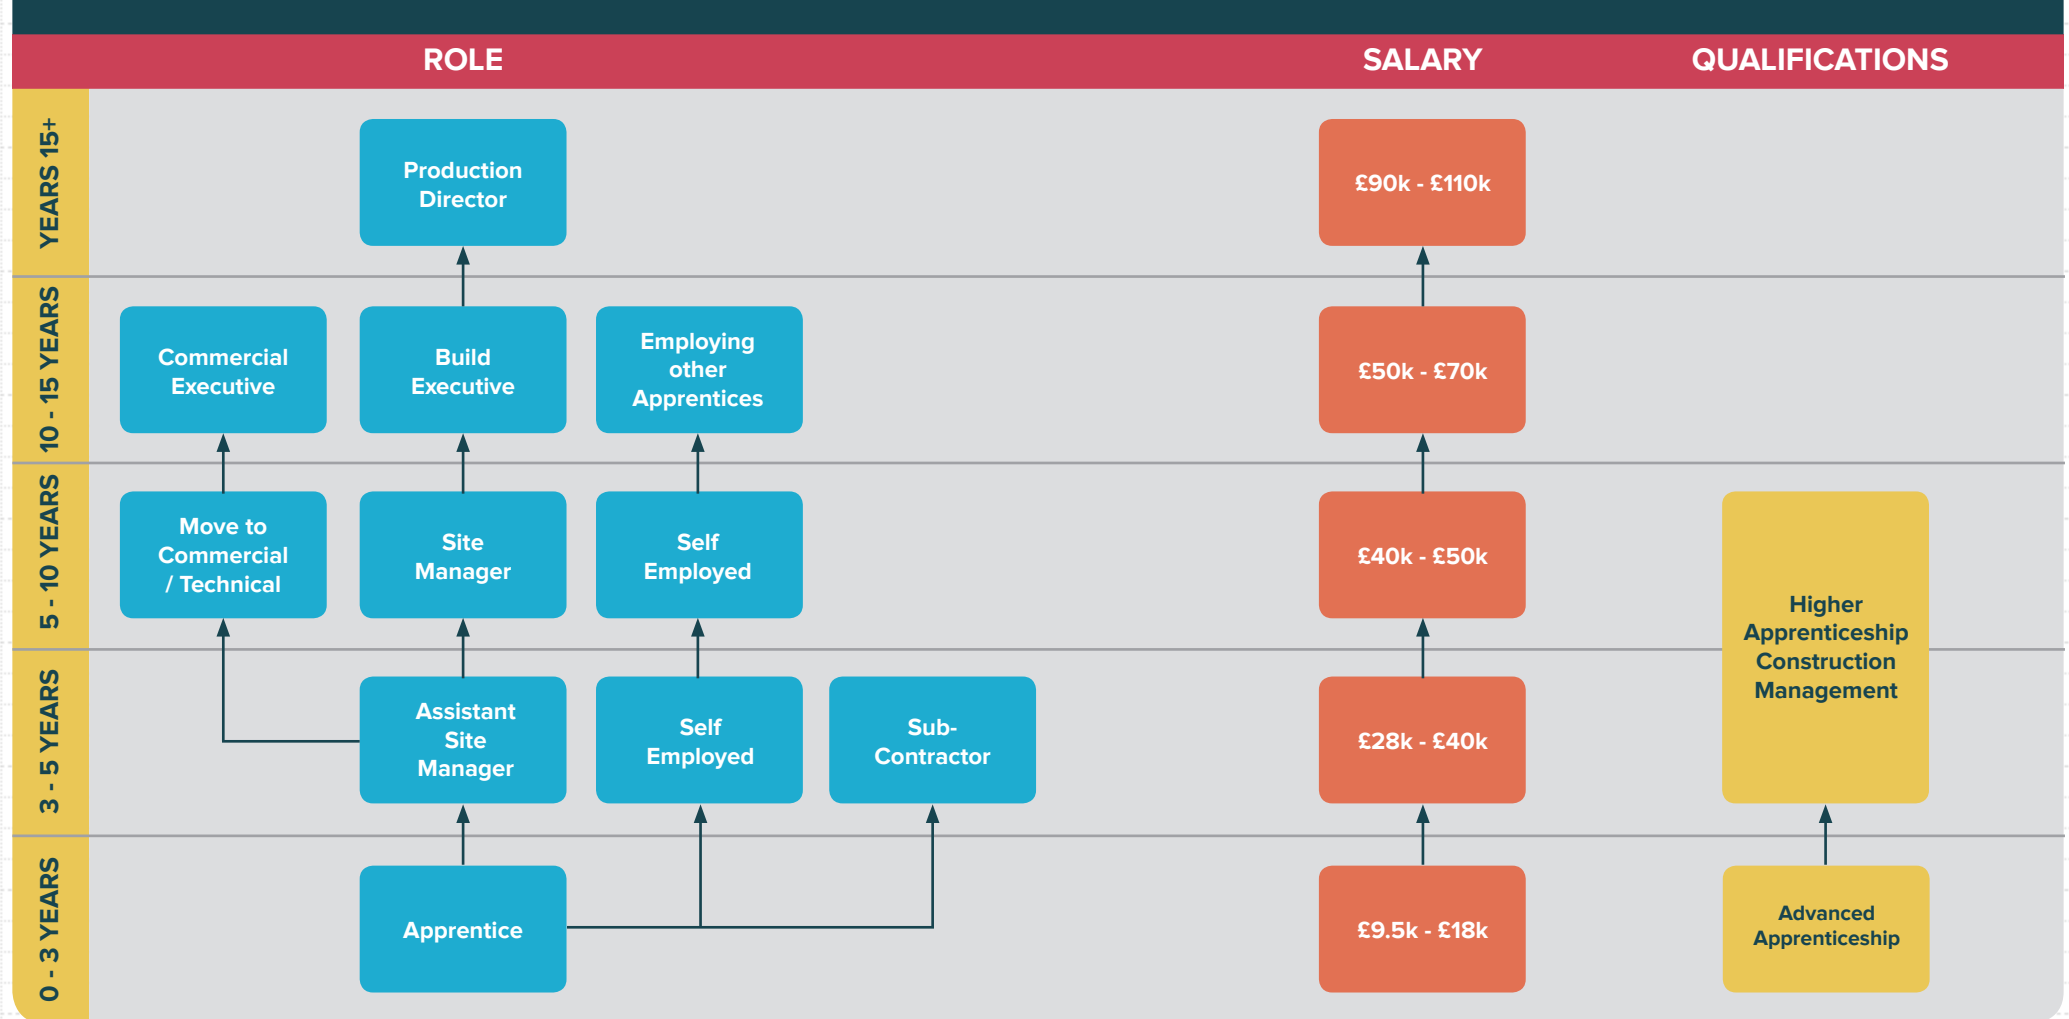 ROLE
SALARY
QUALIFICATIONS
YEARS 15+
Production
Director
£90k - £110k
10 - 15 YEARS
Commercial
Executive
Build
Executive
Employing
other
Apprentices
£50k - £70k
5 - 10 YEARS
Move to
Commercial
/ Technical
Site
Manager
Self
Employed
£40k - £50k
Higher
Apprenticeship
Construction
Management
3 - 5 YEARS
Assistant
Site
Manager
Self
Employed
Sub-
Contractor
£28k - £40k
0 - 3 YEARS
Apprentice
£9.5k - £18k
Advanced
Apprenticeship